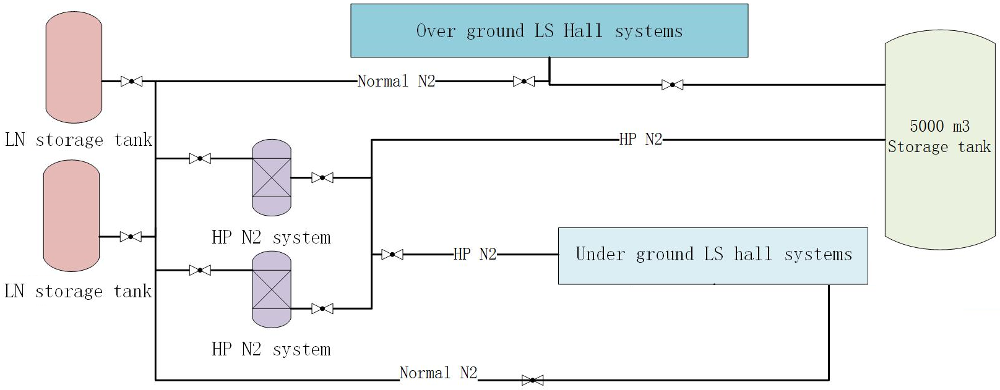 Over ground LS Hall systems
Normal N2
LN storage tank
5000 m3
Storage tank
HP N2
HP N2 system
HP N2
Under ground LS hall systems
LN storage tank
HP N2 system
Normal N2